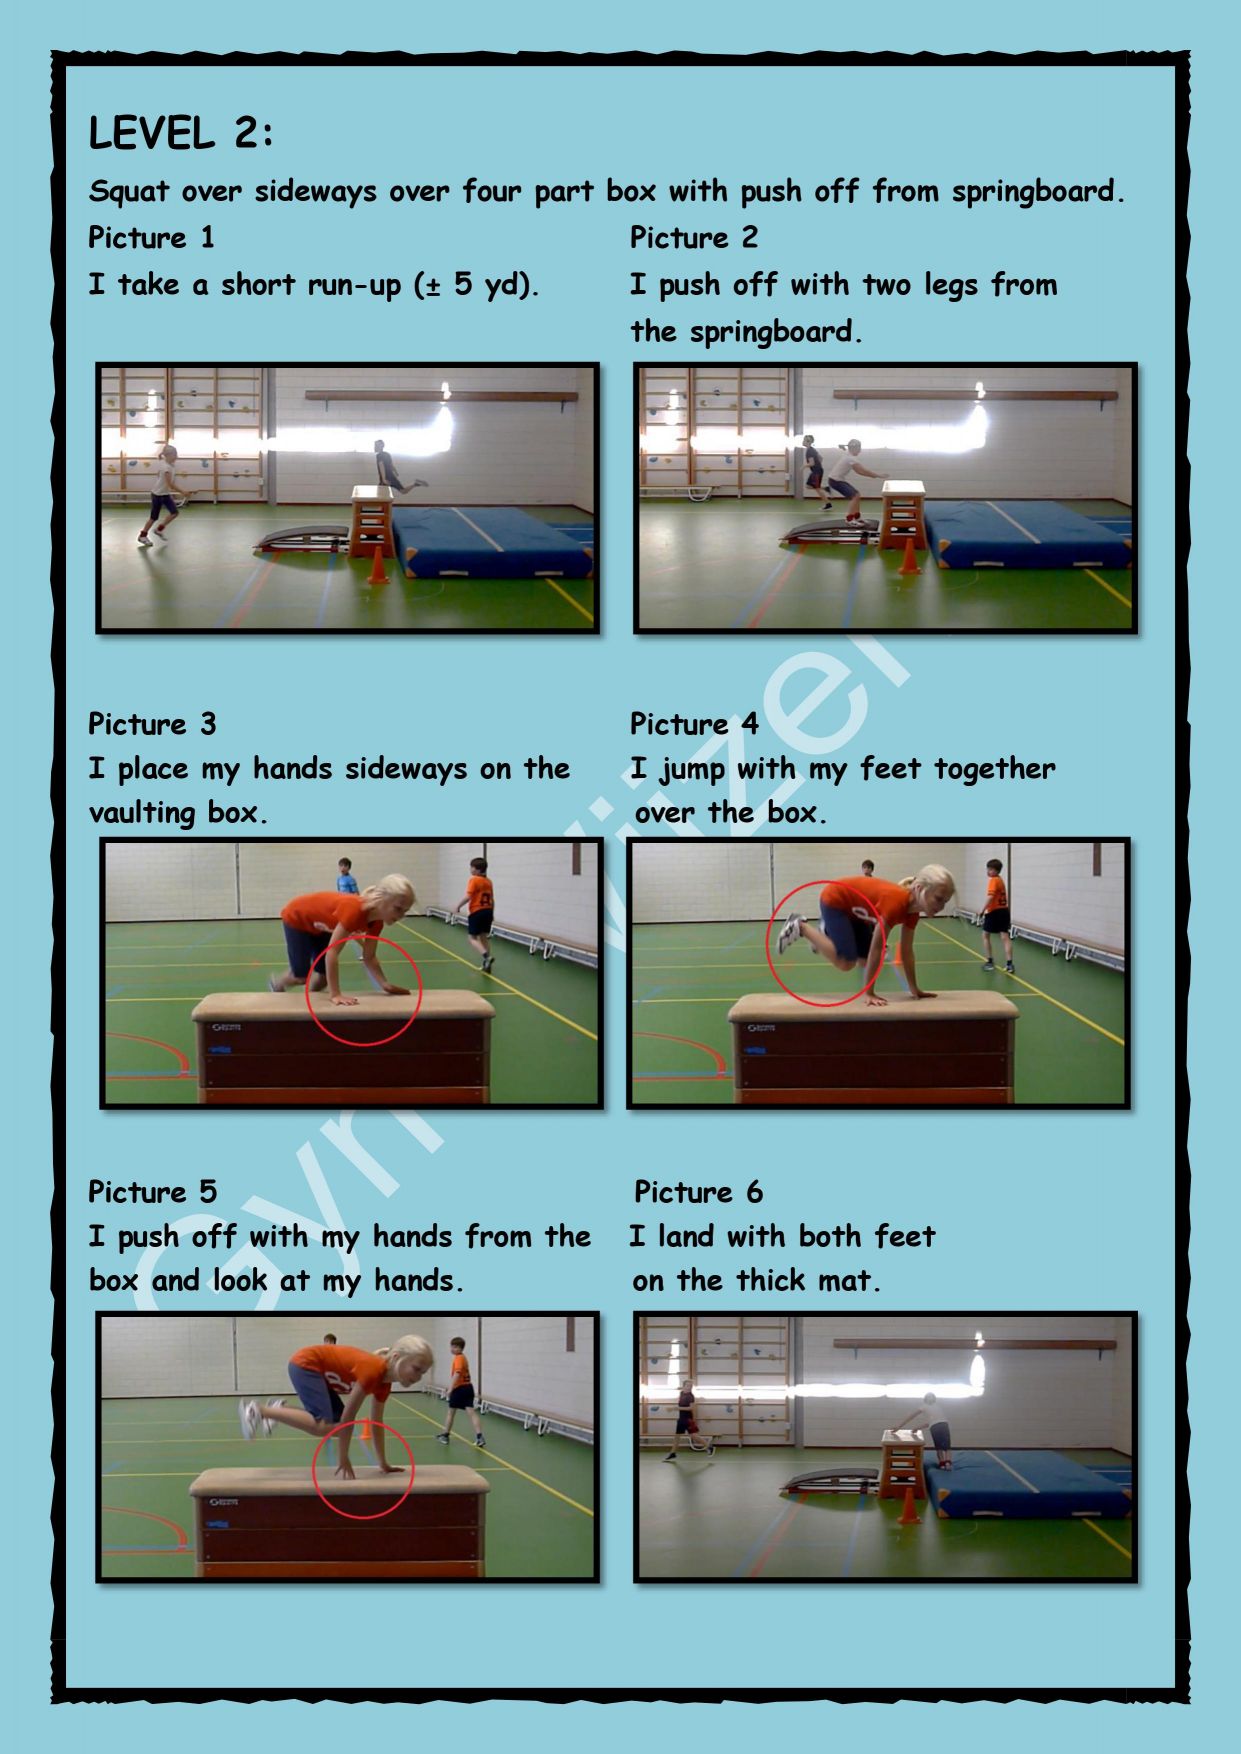 LEVEL 2:
Squat over sideways over four part box with push off from springboard.
Picture 1
I take a short run-up (± 5 yd).
Picture 2
I push off with two legs from
the springboard.
Picture 3
I place my hands sideways on the
vaulting box.
Picture 4
I jump with my feet together
over the box.
Picture 5
I push off with my hands from the
box and look at my hands.
Picture 6
I land with both feet
on the thick mat.